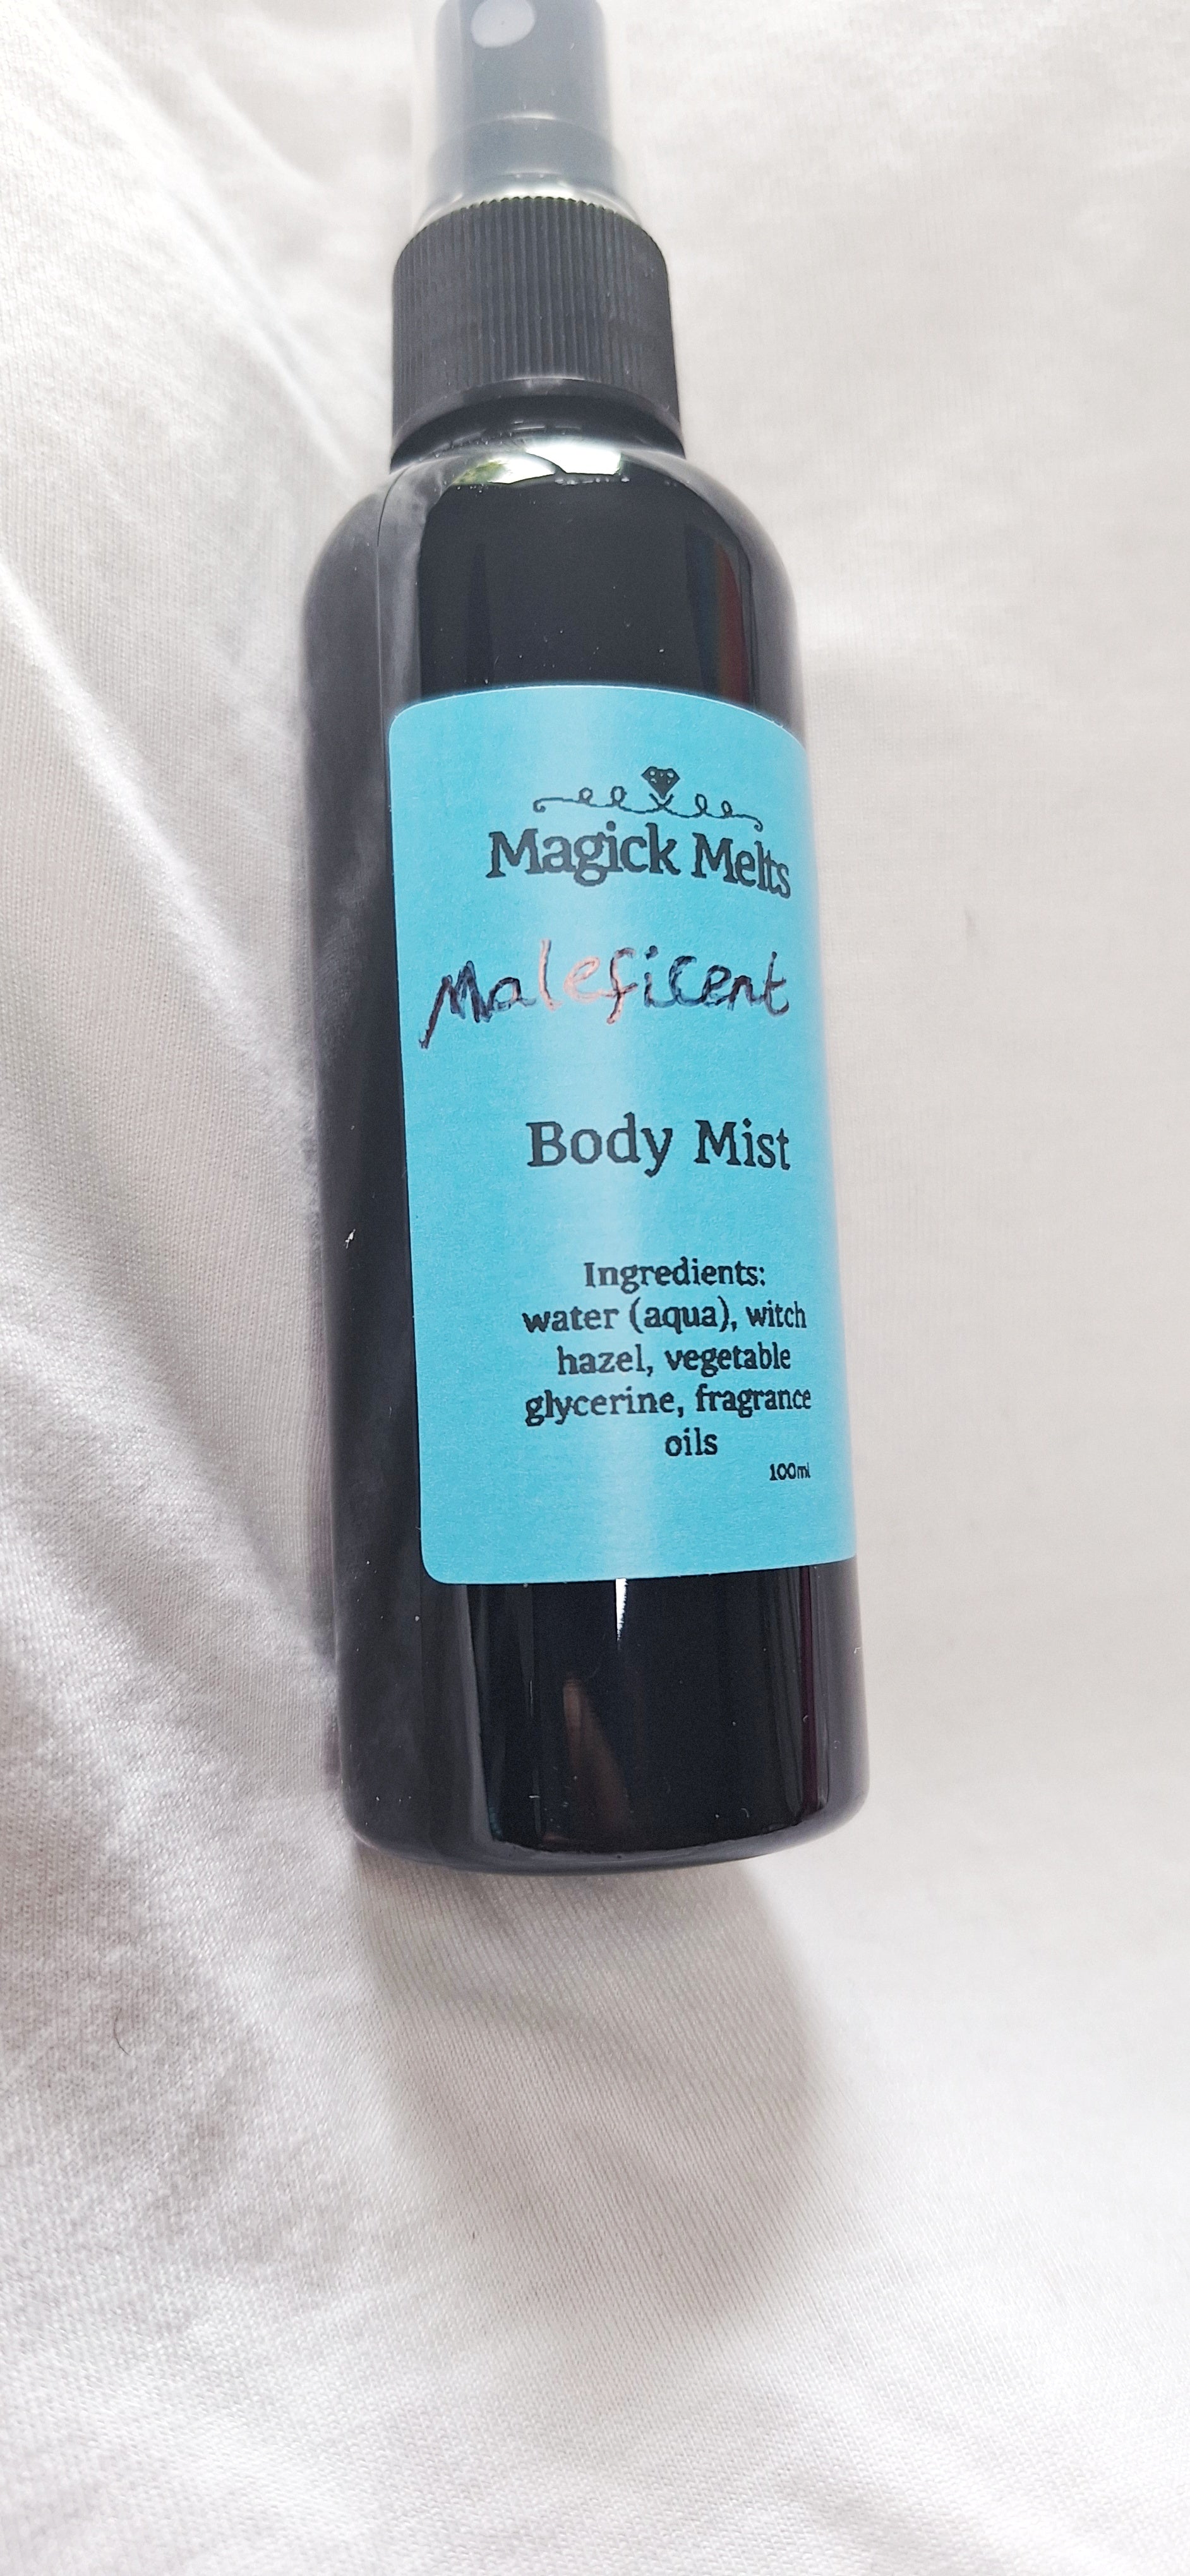 Magick Melts
Maleficent
Body Mist
Ingredients:
water (aqua), witch
hazel, vegetable
glycerine, fragrance
oils
100ml